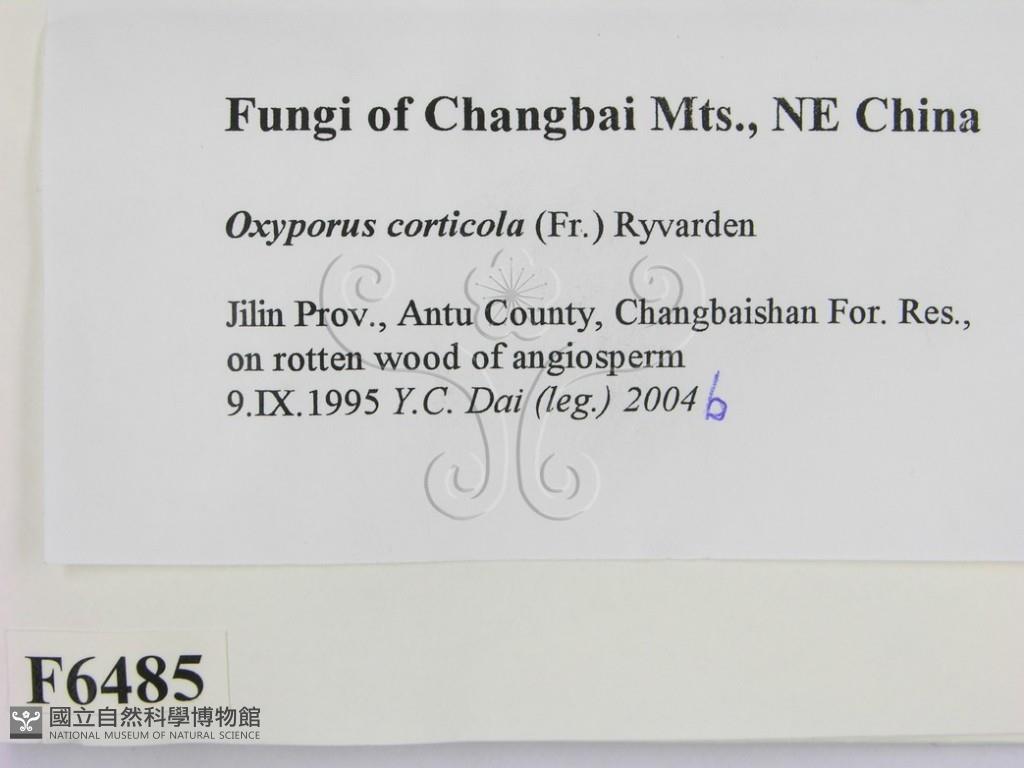 Fungi of Changbai Mts., NE China
Oxyporus corticola (Fr.) Ryvarden
Jilin Prov., Antu County, Changbaishan For. Res.,
on rotten wood of angiosperm
9.IX.1995 Y.C. Dai (leg.) 2004 b
F6485
國立自然科學博物館
NATIONAL MUSEUM OF NATURAL SCIENCE